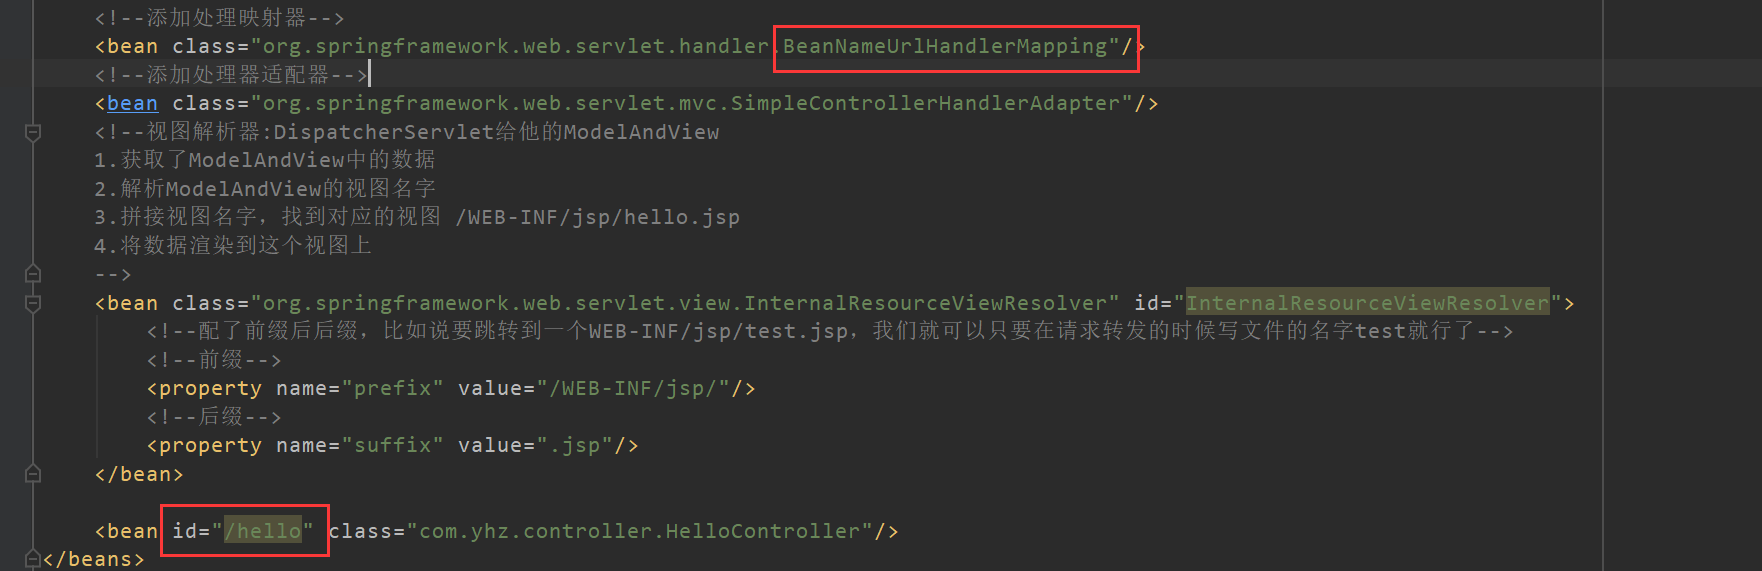 <!--添加处理映射器-->
<bean class="org.springframework.web.servlet.handler.BeanNameUrlHandlerMapping"/>
<!--添加处理器适配器-->
<bean class="org.springframework.web.servlet.mvc.SimpleControllerHandlerAdapter"/>
<!--视图解析器:DispatcherServlet给他的ModelAndView
1.获取了ModelAndView中的数据
2.解析ModelAndView的视图名字
3.拼接视图名字，找到对应的视图 /WEB-INF/jsp/hello.jsp
4.将数据渲染到这个视图上
-->
<bean class="org.springframework.web.servlet.view.InternalResourceViewResolver" id="InternalResourceViewResolver">
<!--配了前缀后后缀，比如说要跳转到一个WEB-INF/jsp/test.jsp，我们就可以只要在请求转发的时候写文件的名字test就行了-->
<!--前缀-->
<property name="prefix" value="/WEB-INF/jsp/"/>
<!--后缀-->
<property name="suffix" value=".jsp"/>
</bean>
<bean id="/hello" class="com.yhz.controller.HelloController"/>
</beans>